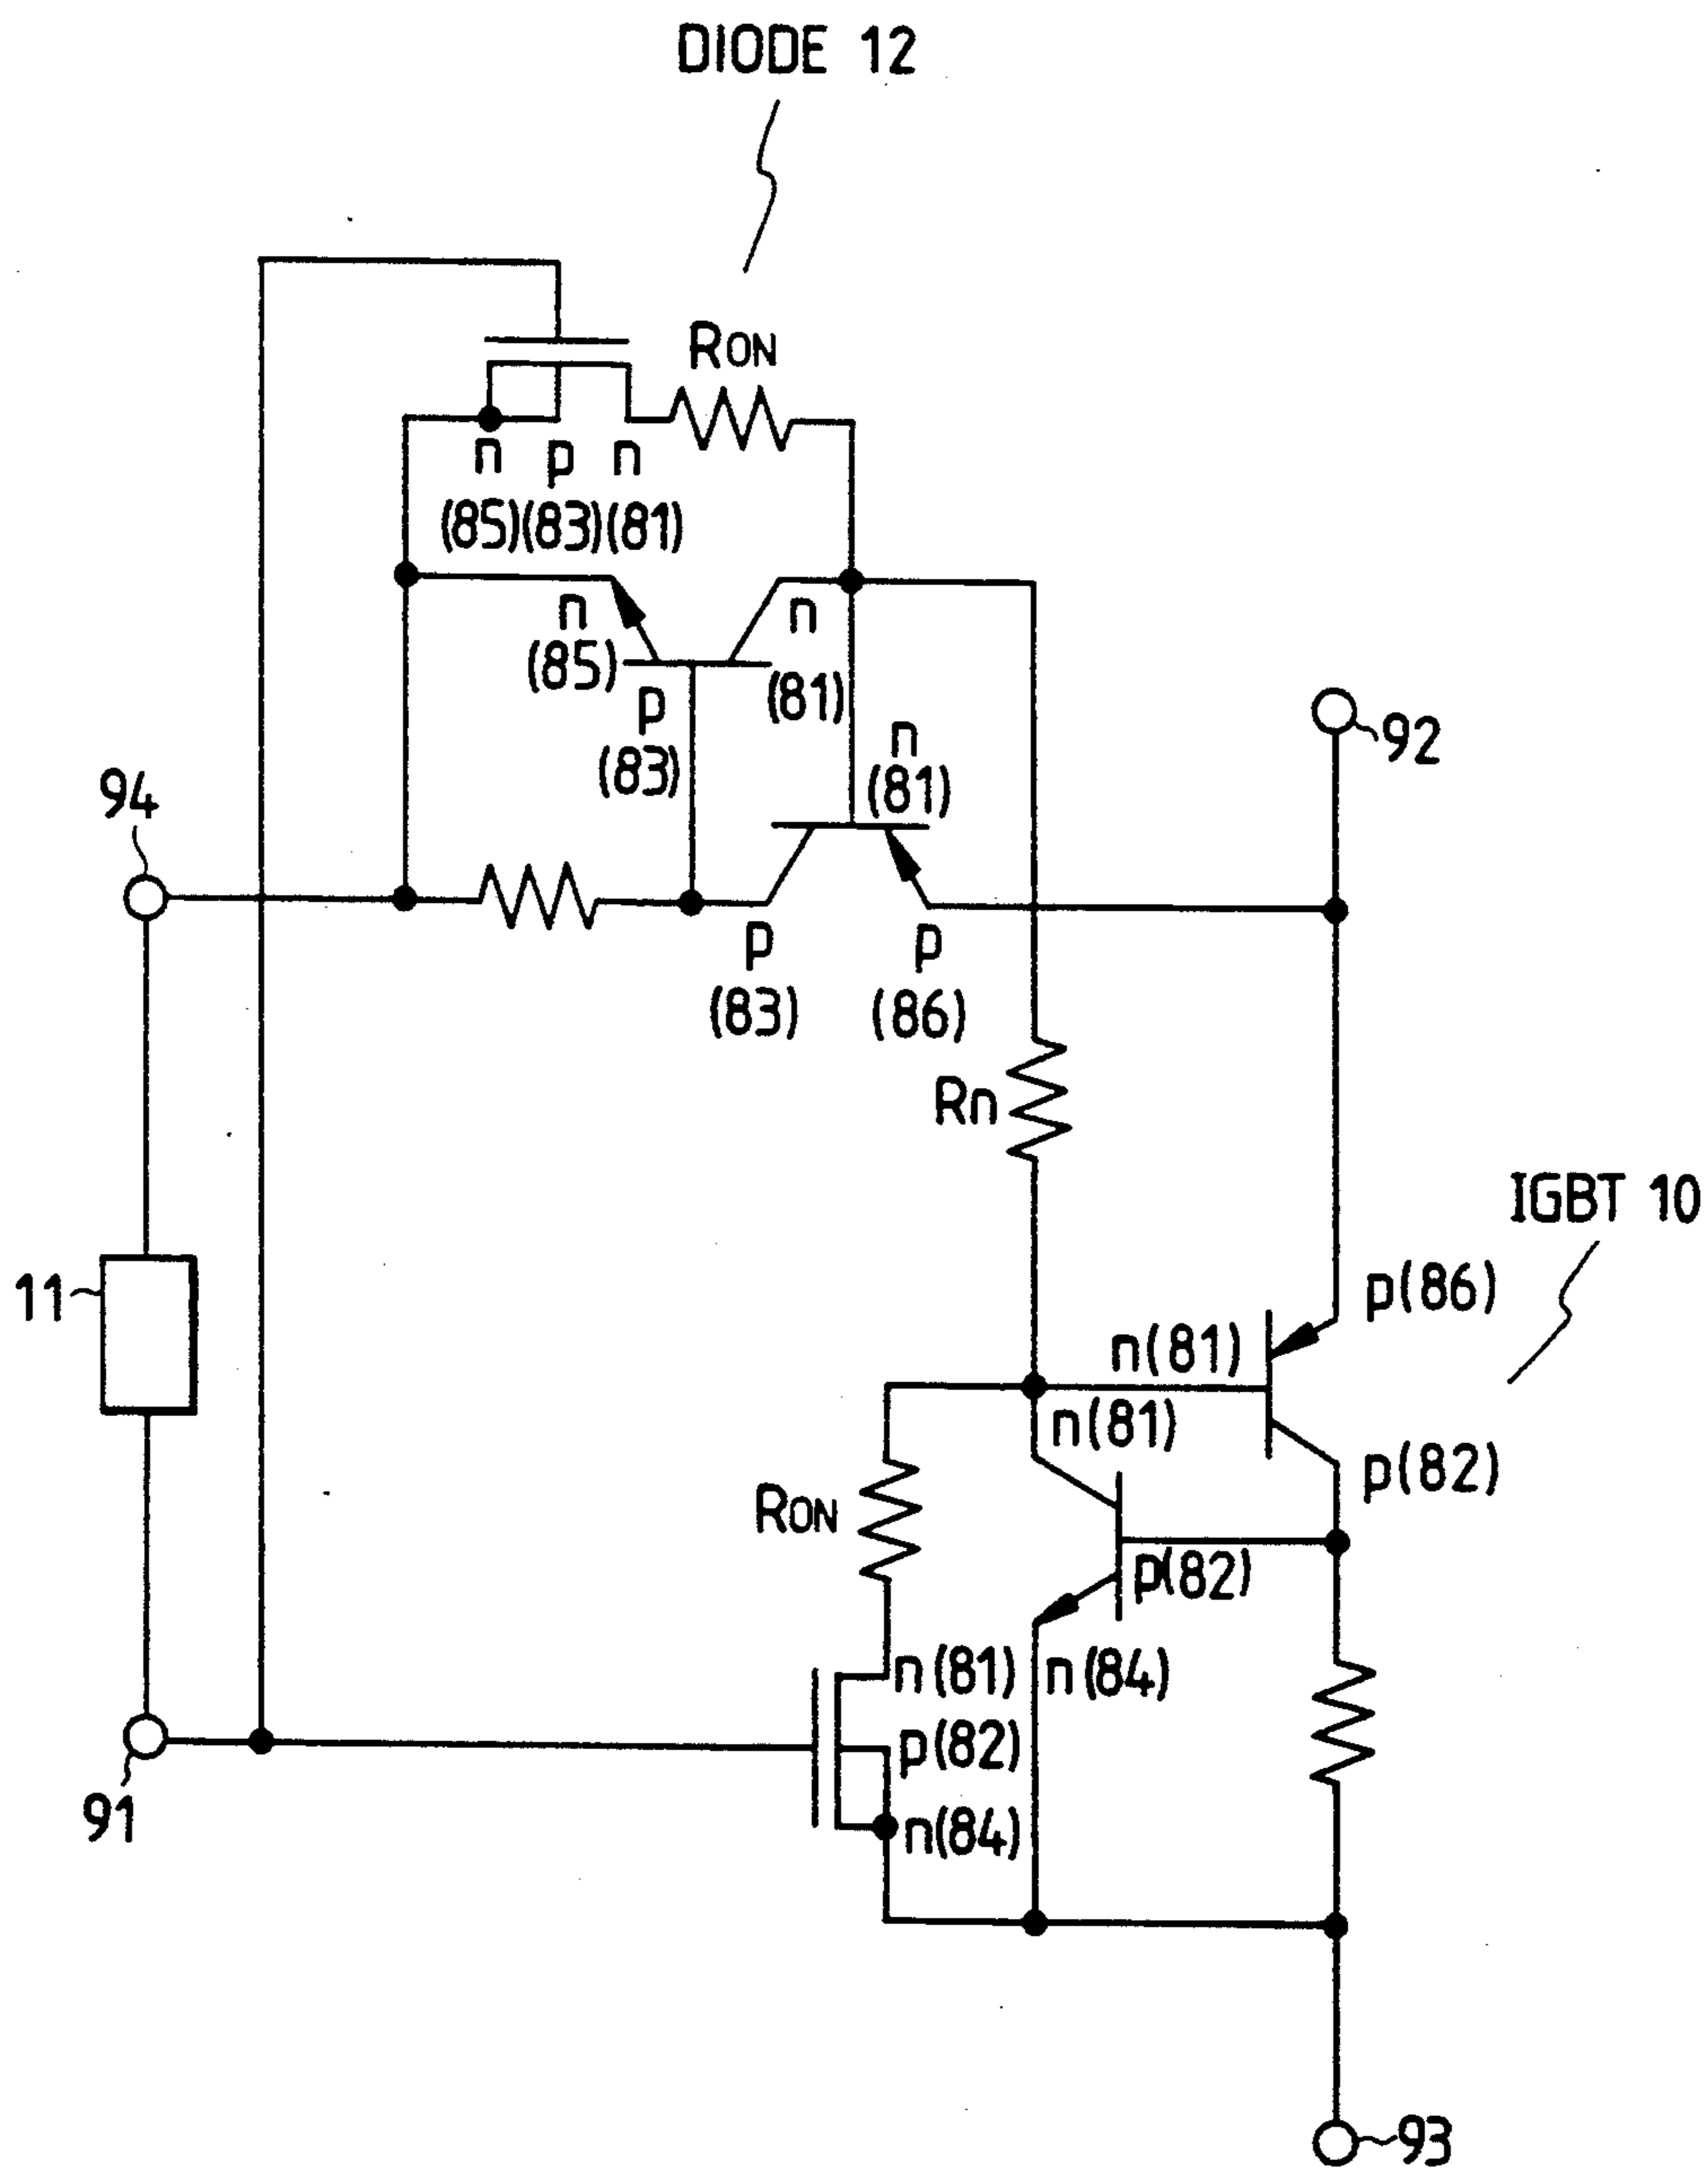 DIODE 12
RON
n p n
(85)(83)(81)
n
(85)
n
(81)
p
(83)
n
(81)
92
94
p
(83)
p
(86)
Rn
IGBT 10
11
p(86)
n(81)
n(81)
p(82)
RON
p(82)
n(81)
n(84)
p(82)
91
n(84)
93